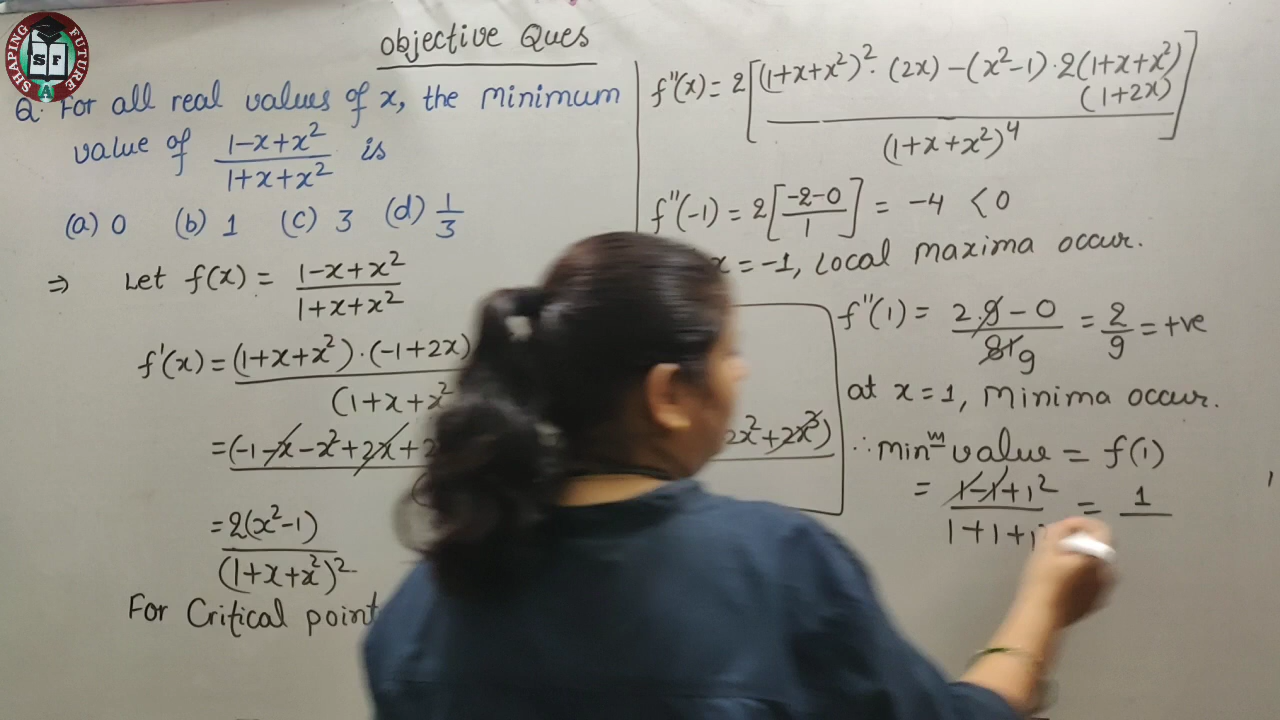 SHAPING FUTURE
S F
A
Objective Ques
Q. For all real values of x, the minimum
value of (1-x+x²)/(1+x+x²) is
(a) 0 (b) 1 (c) 3 (d) 1/3
⇒ Let f(x) = (1-x+x²)/(1+x+x²)
f'(x) = (1+x+x²)·(-1+2x)
(1+x+x²
= (-1-x-x²+2x+2
2x²+2x³)
= 2(x²-1)/(1+x+x²)²
For Critical point
f''(x) = 2[((1+x+x²)²·(2x) - (x²-1)·2(1+x+x²)(1+2x))/(1+x+x²)⁴]
f''(-1) = 2[(-2-0)/1] = -4 < 0
x = -1, Local maxima occur.
f''(1) = (2·9-0)/81 9 = 2/9 = +ve
at x = 1, Minima occur.
∴ minᵐ value = f(1)
= (1-1+1²)/(1+1+1 = 1